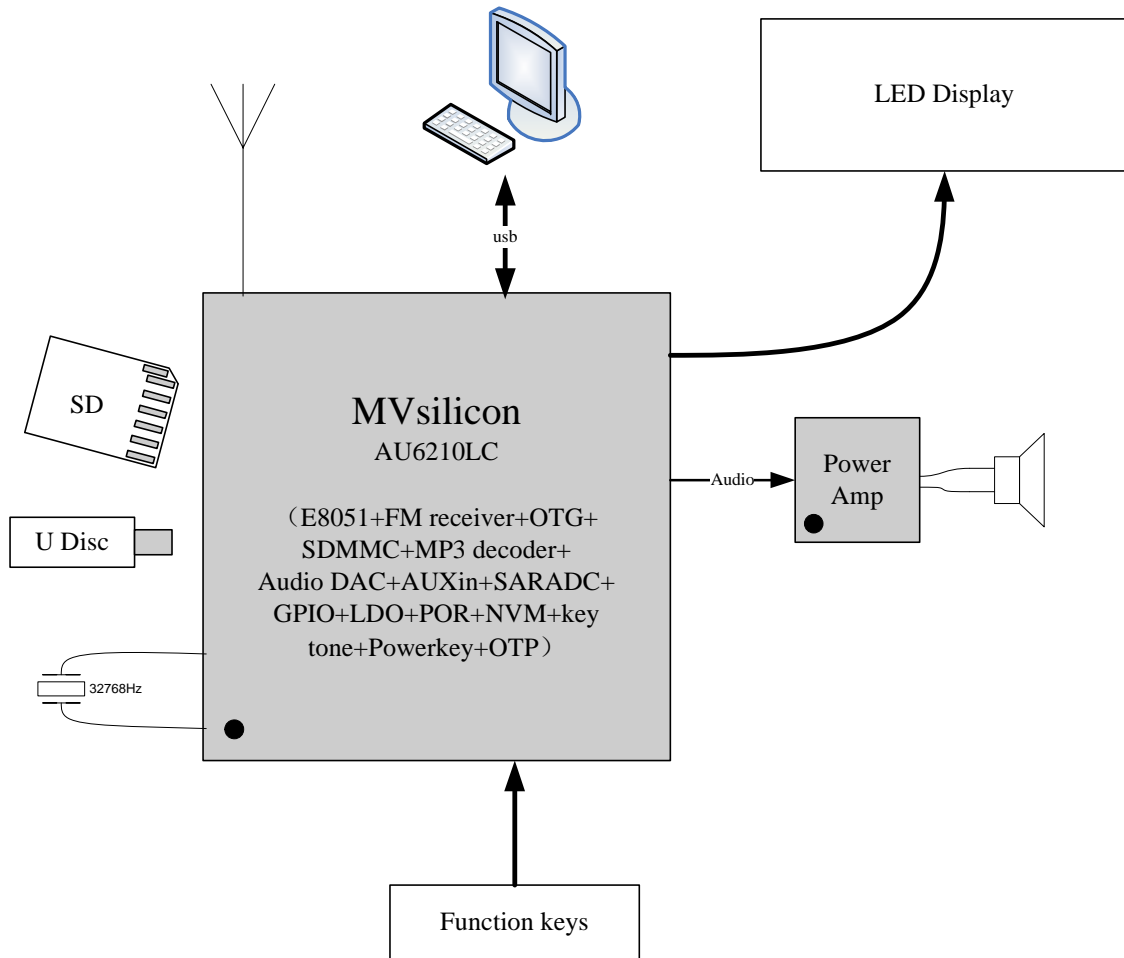 LED Display
usb
SD
MVsilicon
AU6210LC
（E8051+FM receiver+OTG+
SDMMC+MP3 decoder+
Audio DAC+AUXin+SARADC+
GPIO+LDO+POR+NVM+key
tone+Powerkey+OTP）
Audio
Power
Amp
U Disc
32768Hz
Function keys